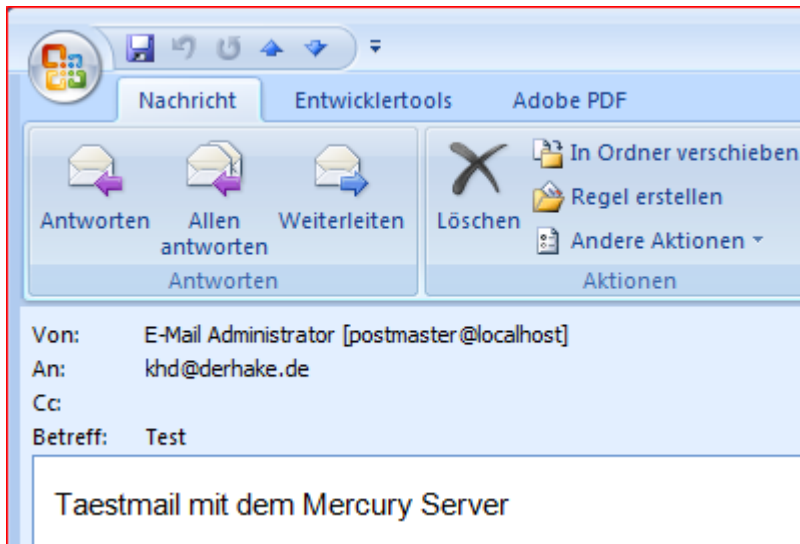 Nachricht Entwicklertools Adobe PDF
In Ordner verschieben
Regel erstellen
Antworten Allen antworten Weiterleiten Löschen
Andere Aktionen
Antworten Aktionen
Von: E-Mail Administrator [postmaster@localhost]
An: khd@derhake.de
Cc:
Betreff: Test
Taestmail mit dem Mercury Server